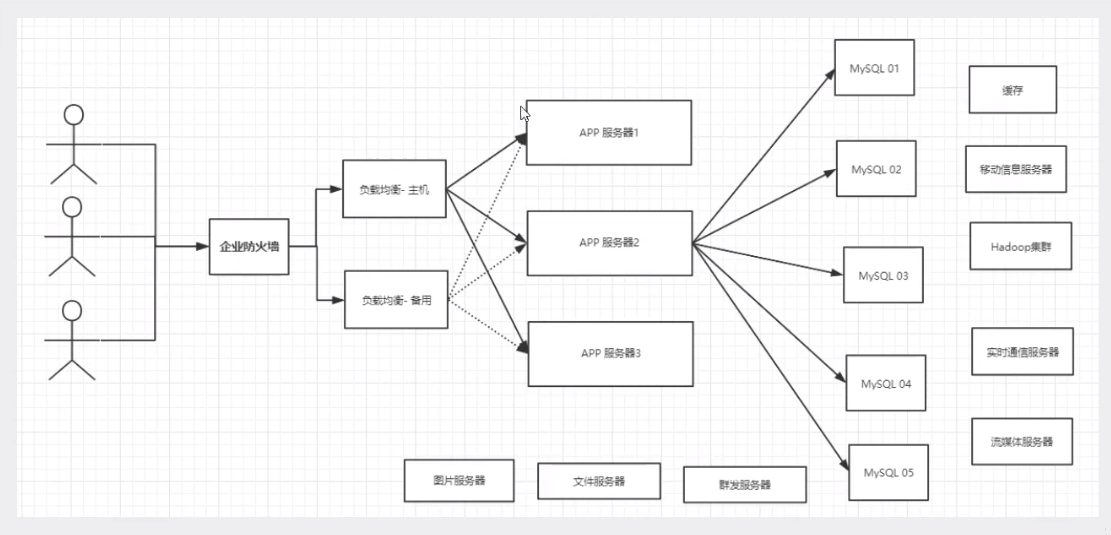 企业防火墙
负载均衡- 主机
负载均衡- 备用
APP 服务器1
APP 服务器2
APP 服务器3
MySQL 01
MySQL 02
MySQL 03
MySQL 04
MySQL 05
缓存
移动信息服务器
Hadoop集群
实时通信服务器
流媒体服务器
图片服务器
文件服务器
群发服务器